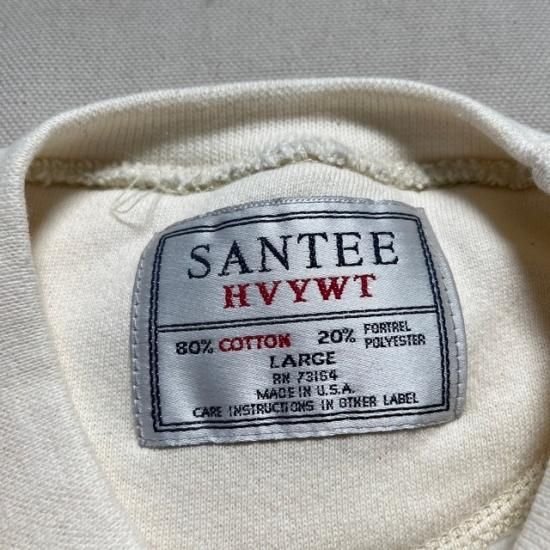 SANTEE
HVYWT
80% COTTON 20% FORTREL POLYESTER
LARGE
RN 73164
MADE IN U.S.A.
CARE INSTRUCTIONS IN OTHER LABEL